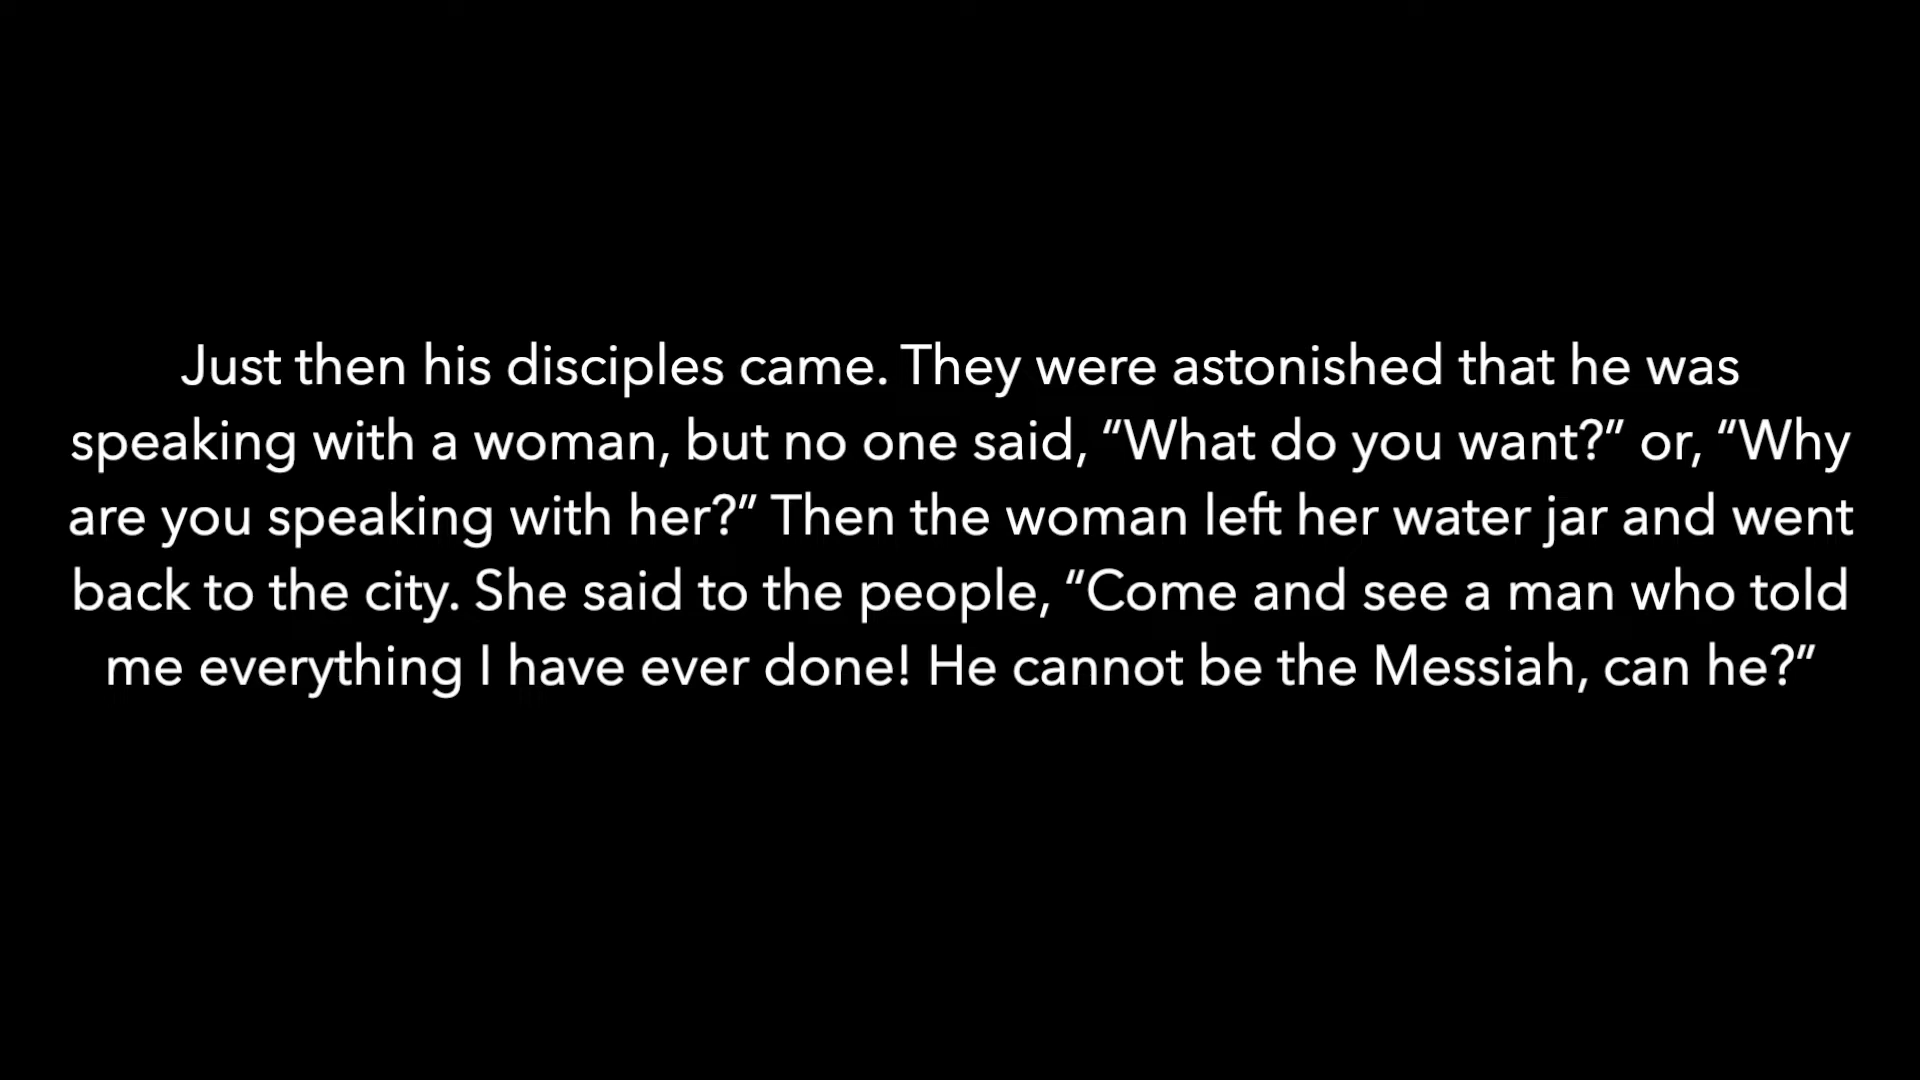 Just then his disciples came. They were astonished that he was
speaking with a woman, but no one said, “What do you want?” or, “Why
are you speaking with her?” Then the woman left her water jar and went
back to the city. She said to the people, “Come and see a man who told
me everything I have ever done! He cannot be the Messiah, can he?”